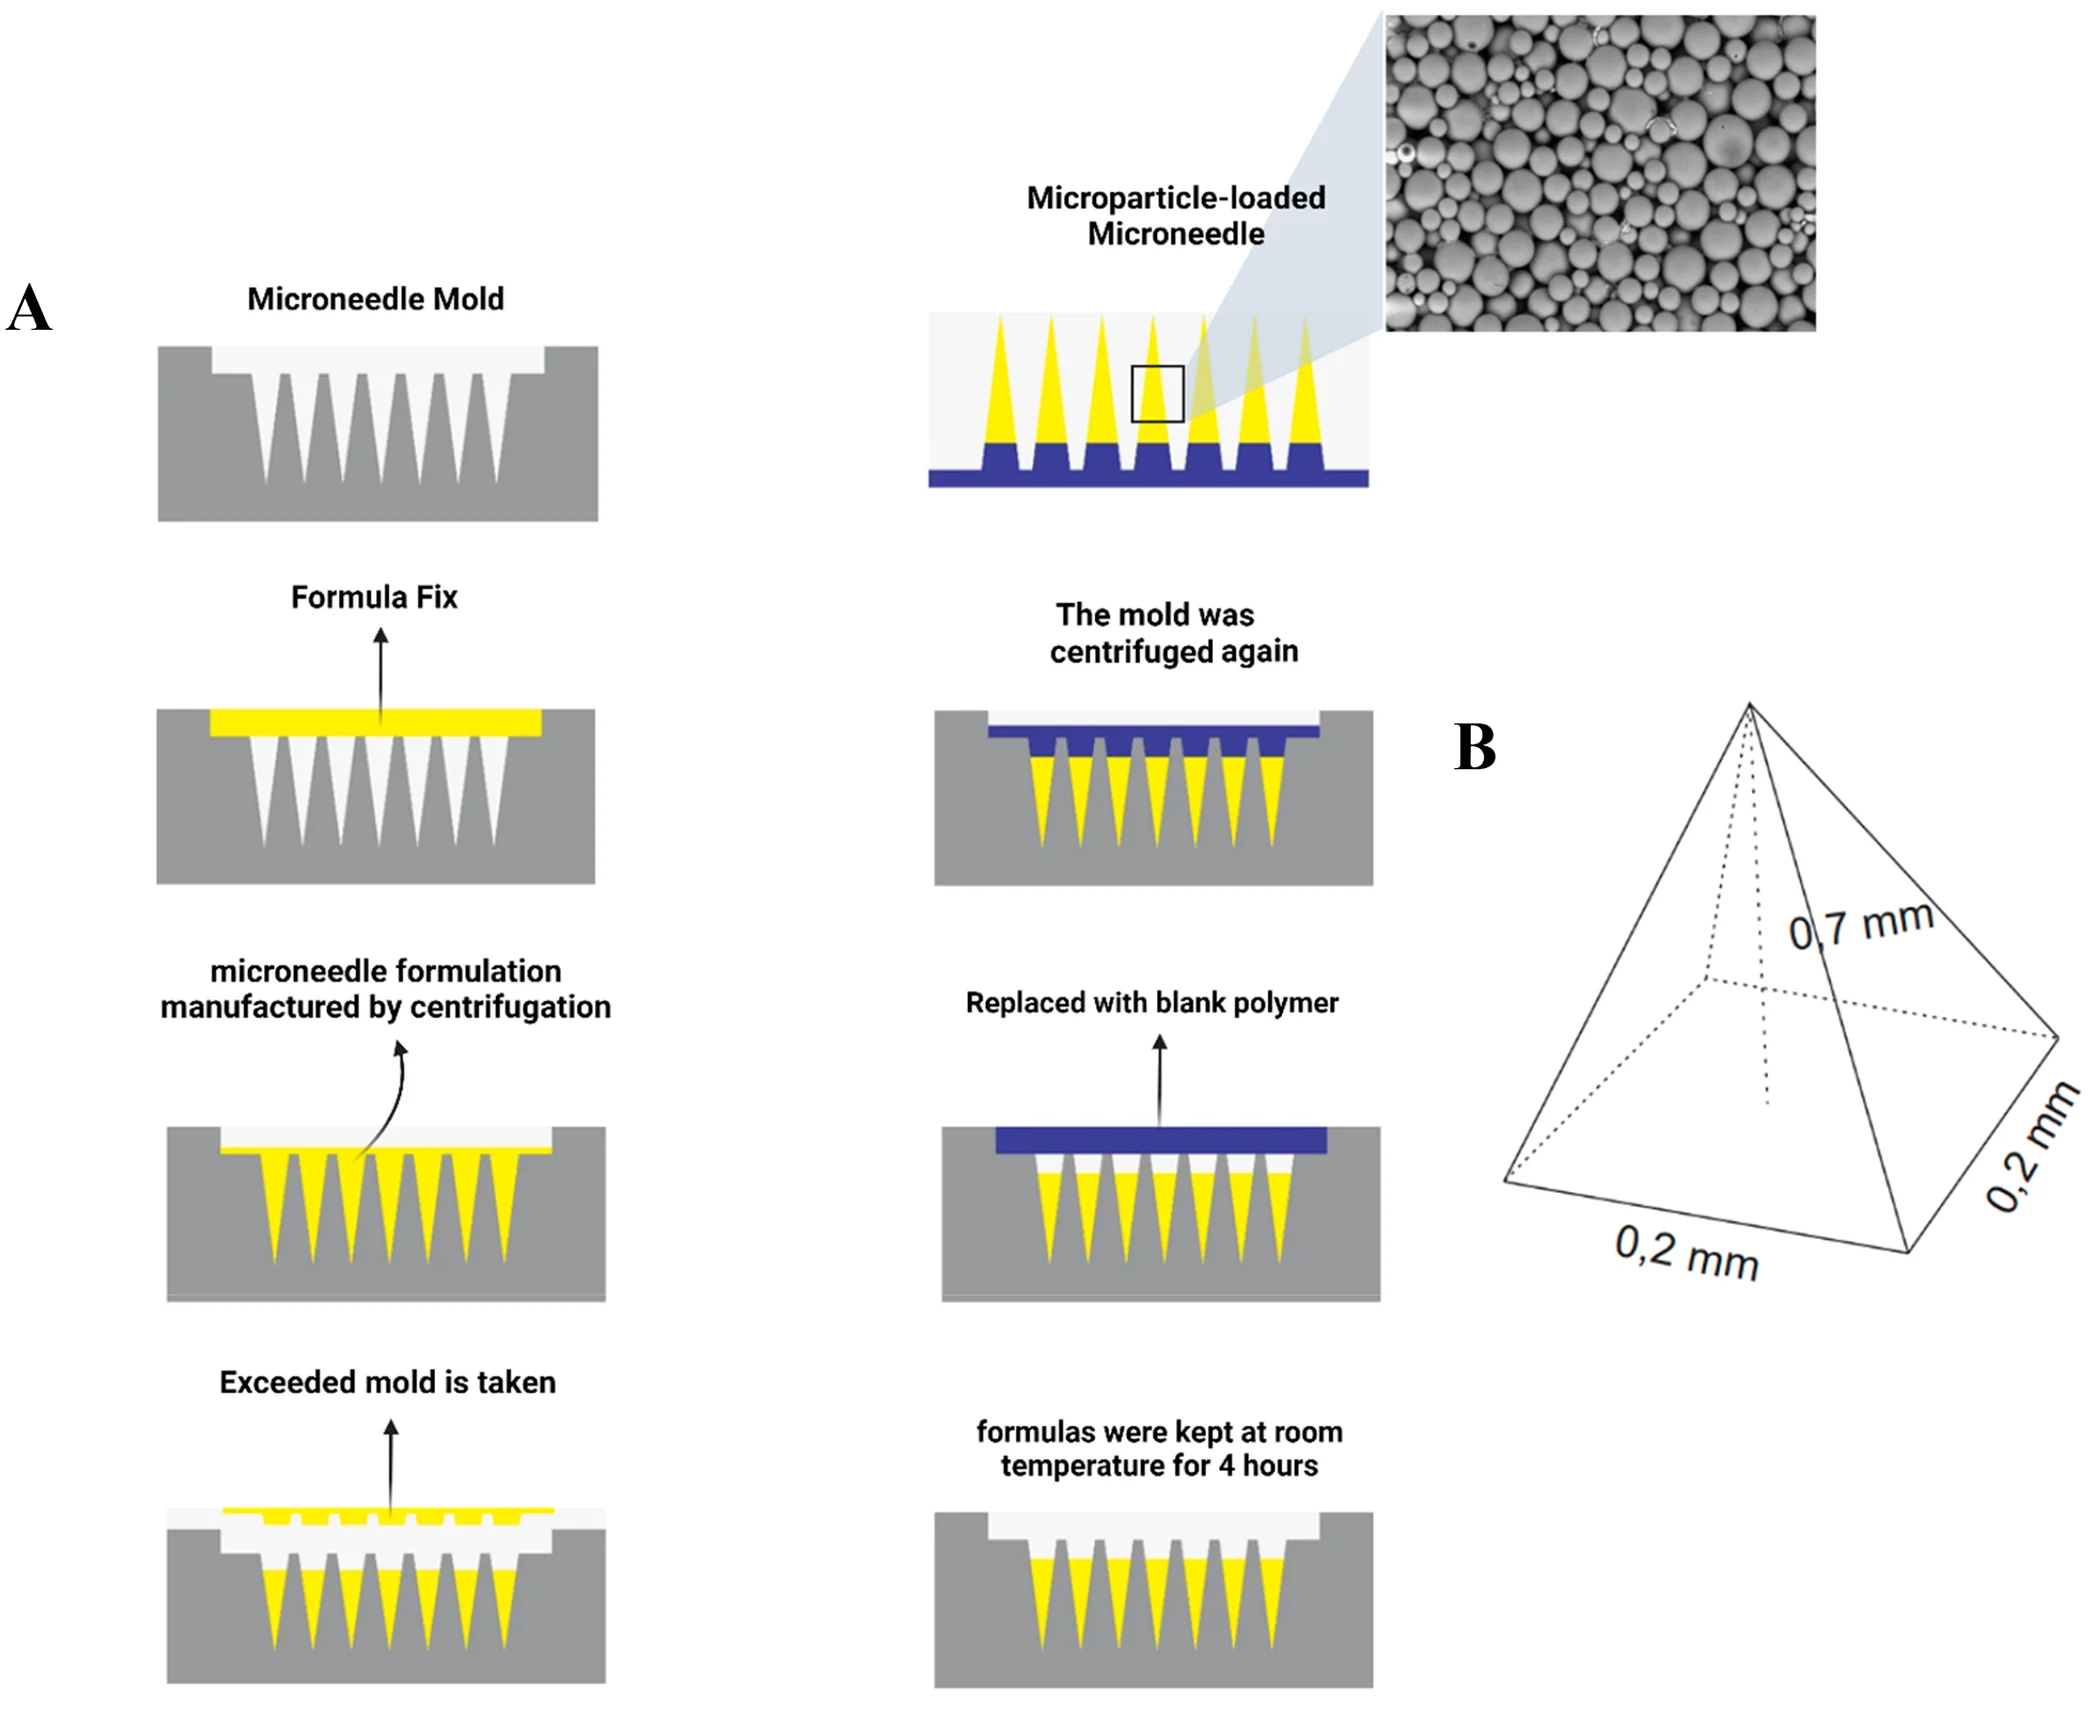 A
Microneedle Mold
Formula Fix
microneedle formulation
manufactured by centrifugation
Exceeded mold is taken
Microparticle-loaded
Microneedle
The mold was
centrifuged again
Replaced with blank polymer
formulas were kept at room
temperature for 4 hours
B
0,7 mm
0,2 mm
0,2 mm